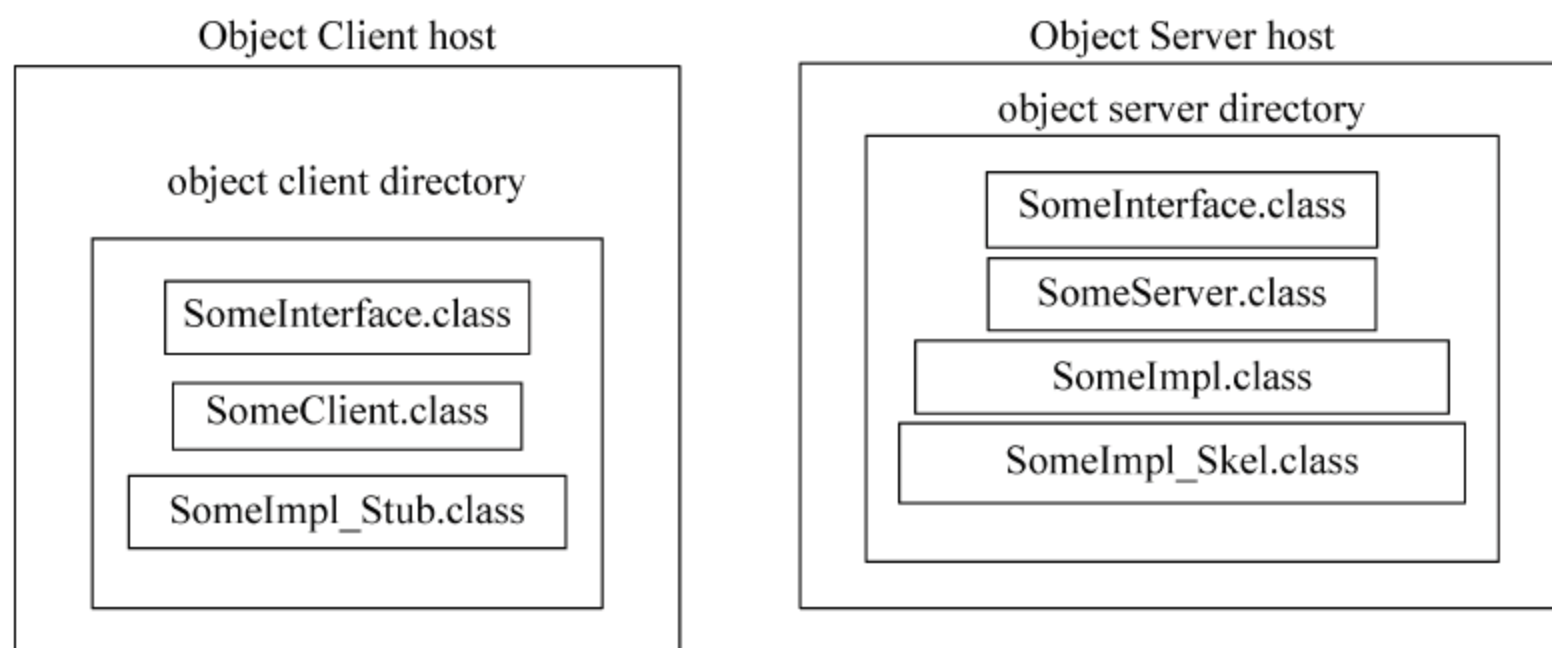 Object Client host
object client directory
SomeInterface.class
SomeClient.class
SomeImpl_Stub.class
Object Server host
object server directory
SomeInterface.class
SomeServer.class
SomeImpl.class
SomeImpl_Skel.class